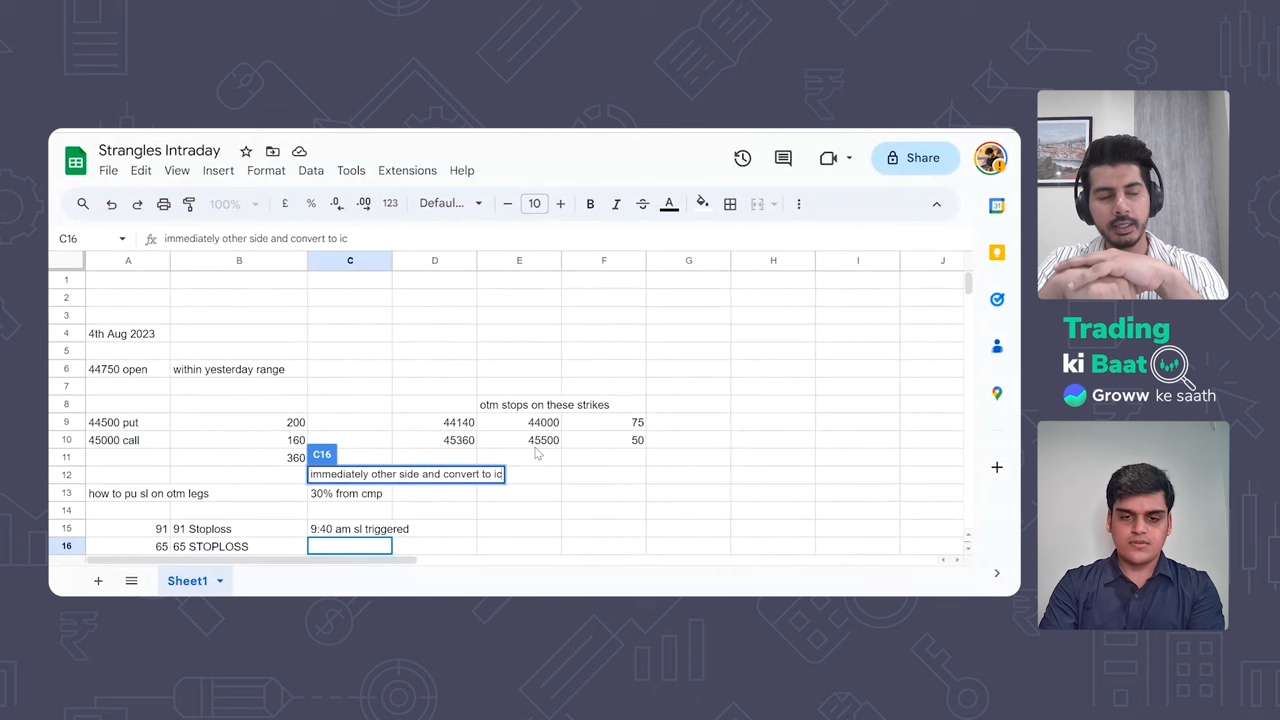 Strangles Intraday
File Edit View Insert Format Data Tools Extensions Help
Share
100% £ % .0 .00 123 Defaul... 10 B I A
C16 immediately other side and convert to ic
A B C D E F G H I J
1
2
3
4 4th Aug 2023
5
6 44750 open within yesterday range
7
8 otm stops on these strikes
9 44500 put 200 44140 44000 75
10 45000 call 160 45360 45500 50
11 360 C16
12 immediately other side and convert to ic
13 how to pu sl on otm legs 30% from cmp
14
15 91 91 Stoploss 9:40 am sl triggered
16 65 65 STOPLOSS
Sheet1
31
Trading
ki Baat
Groww ke saath